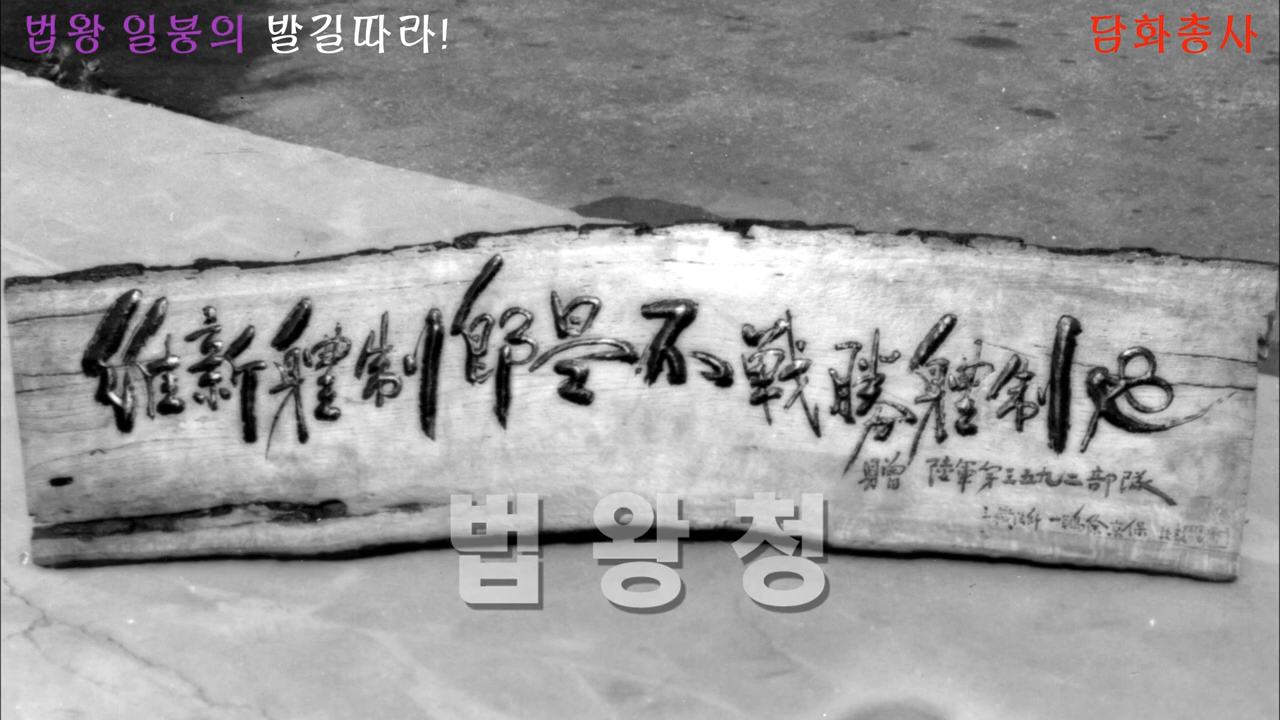 법왕 일붕의 발길따라!
담화총사
維新體制卽是不戰勝體制也
贈 陸軍第三五九二部隊
법왕청